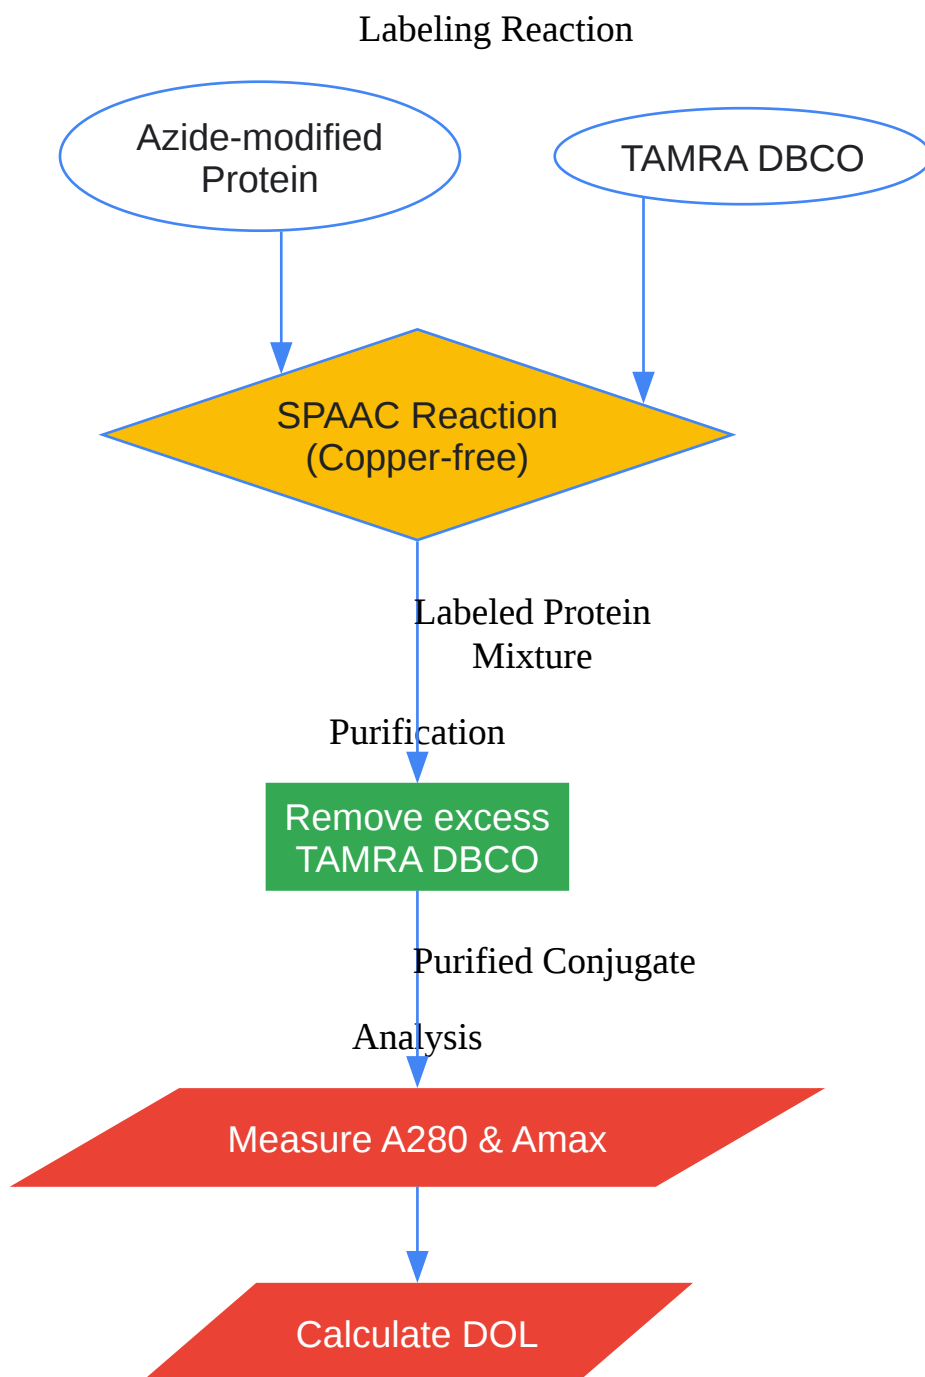 Labeling Reaction
Azide-modified
Protein
TAMRA DBCO
SPAAC Reaction
(Copper-free)
Labeled Protein
Mixture
Purification
Remove excess
TAMRA DBCO
Purified Conjugate
Analysis
Measure A280 & Amax
Calculate DOL